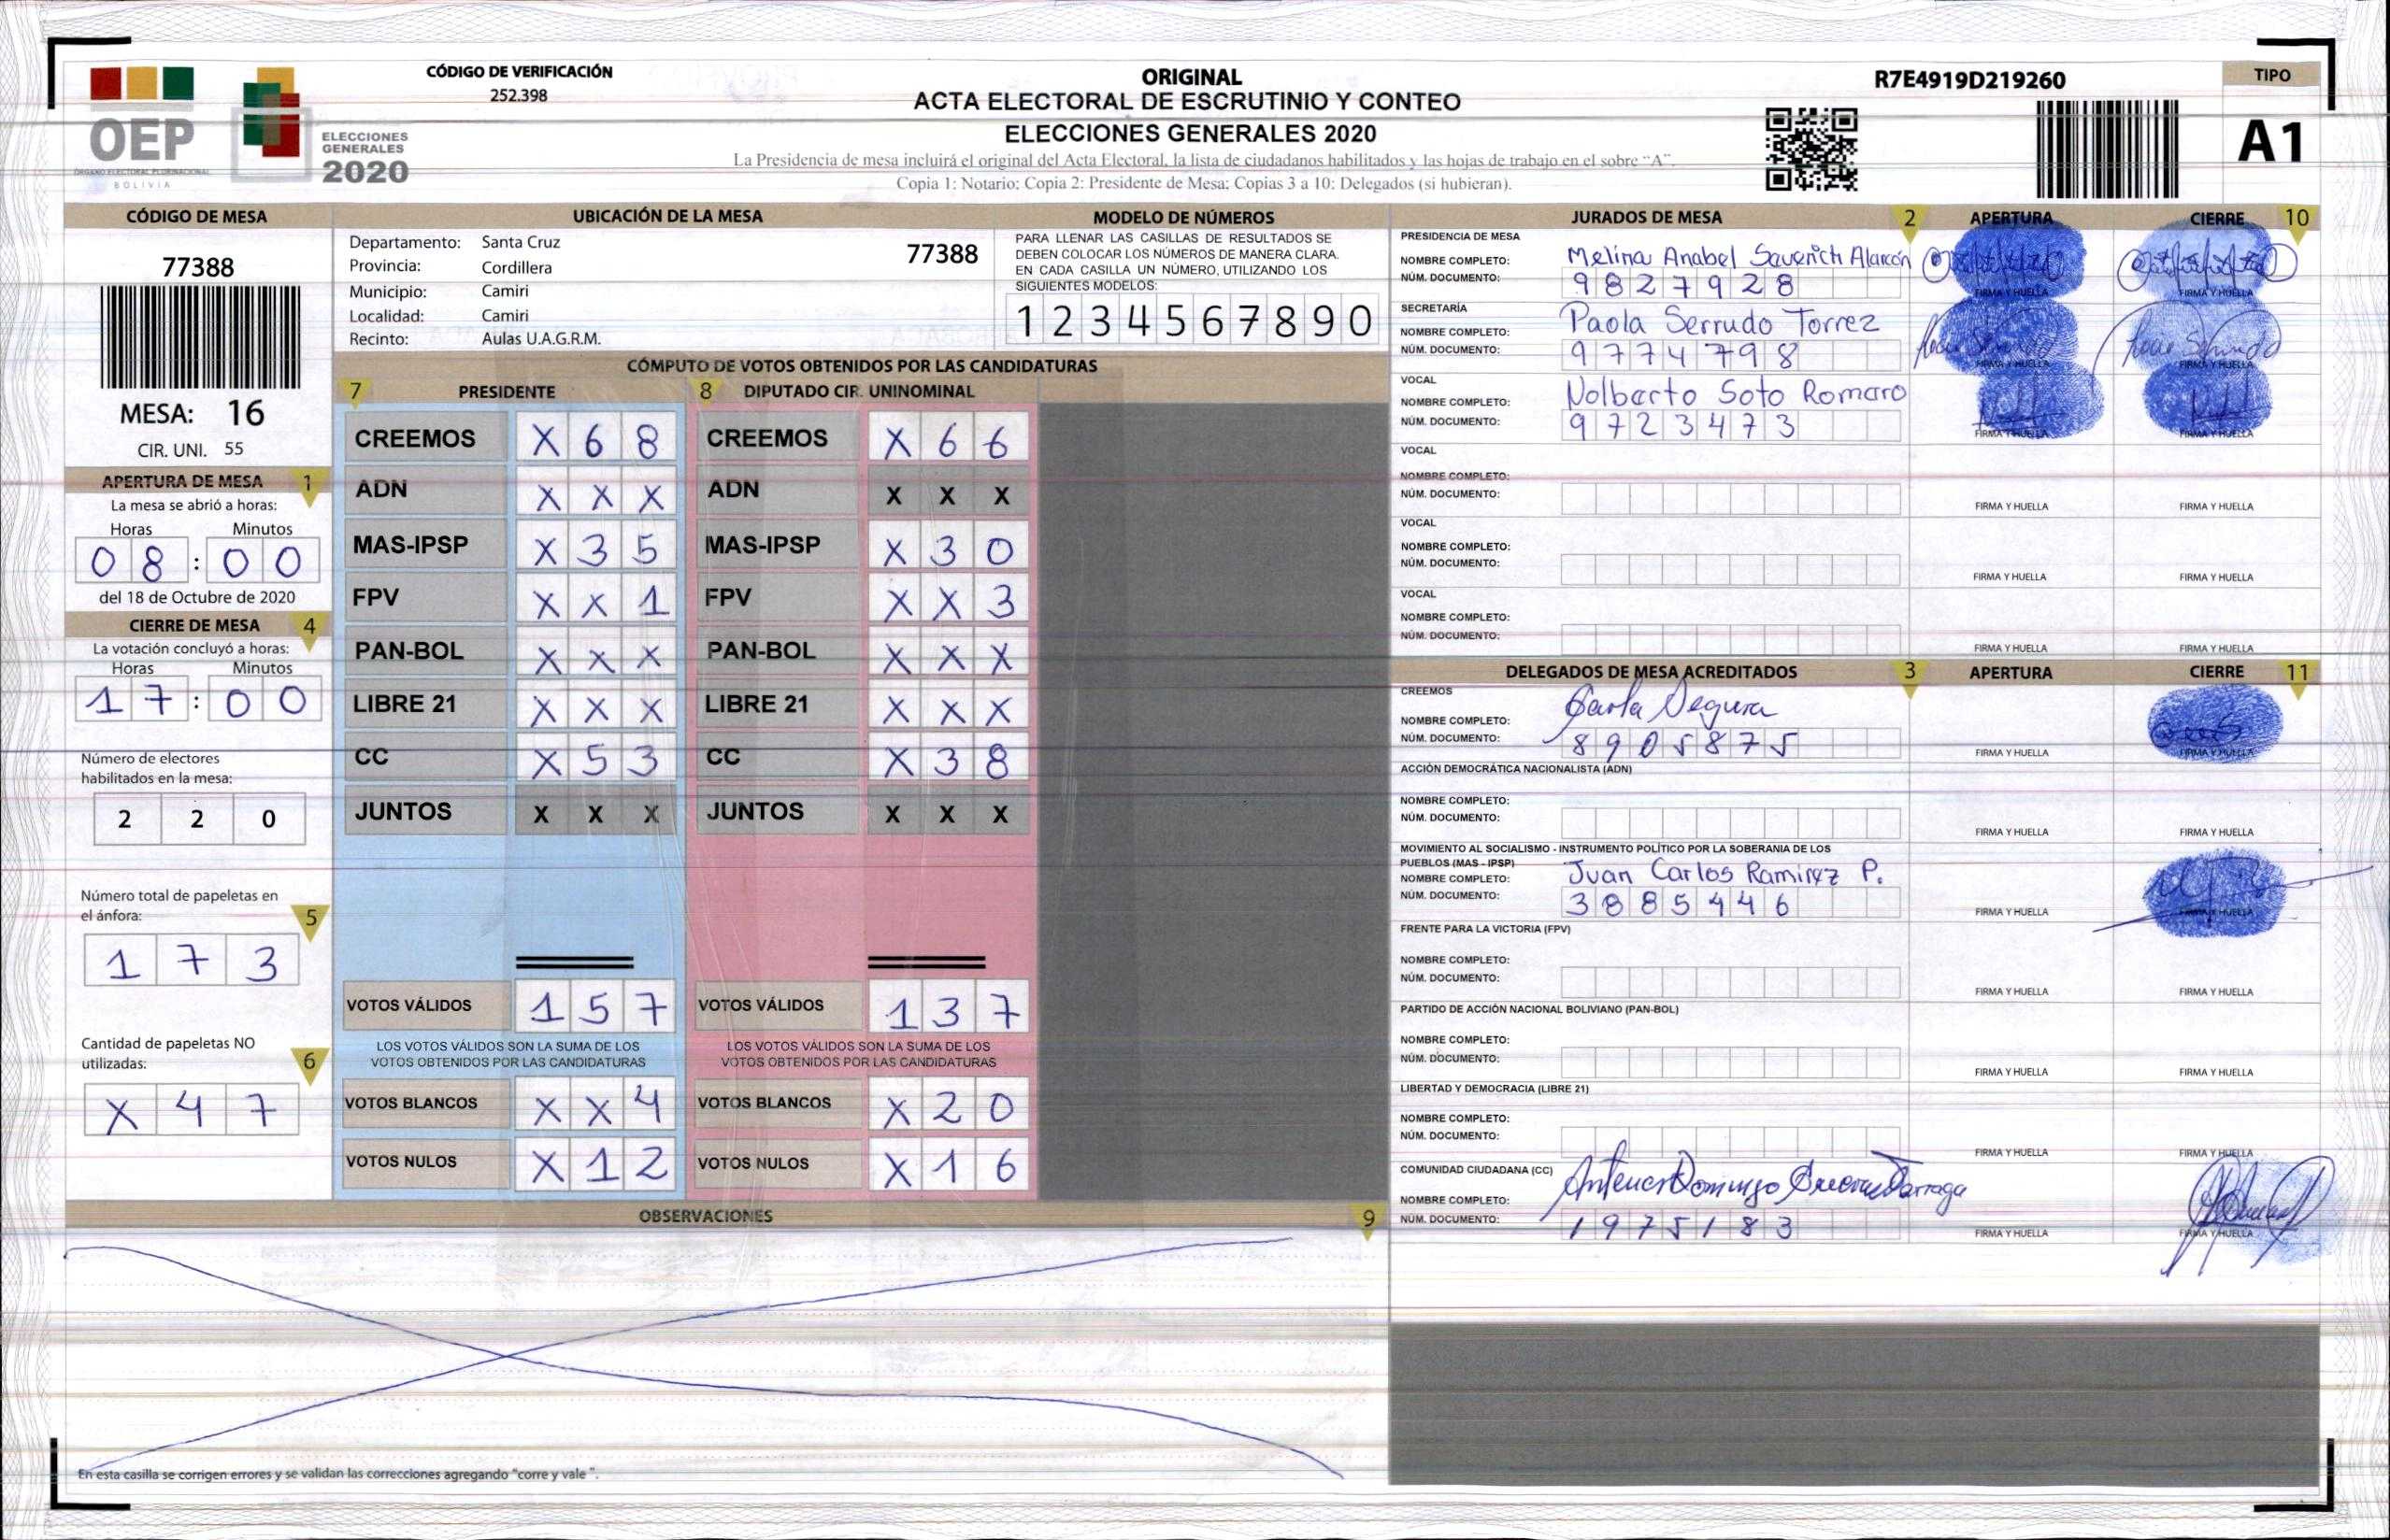 OEP
ÓRGANO ELECTORAL PLURINACIONAL
BOLIVIA
ELECCIONES
GENERALES
2020
CÓDIGO DE VERIFICACIÓN
252.398
ORIGINAL
ACTA ELECTORAL DE ESCRUTINIO Y CONTEO
ELECCIONES GENERALES 2020
La Presidencia de mesa incluirá el original del Acta Electoral, la lista de ciudadanos habilitados y las hojas de trabajo en el sobre "A".
Copia 1: Notario; Copia 2: Presidente de Mesa; Copias 3 a 10: Delegados (si hubieran).
R7E4919D219260
TIPO
A1
CÓDIGO DE MESA
77388
MESA: 16
CIR. UNI. 55
APERTURA DE MESA 1
La mesa se abrió a horas:
Horas Minutos
0 8 : 0 0
del 18 de Octubre de 2020
CIERRE DE MESA 4
La votación concluyó a horas:
Horas Minutos
1 7 : 0 0
Número de electores
habilitados en la mesa:
2 2 0
Número total de papeletas en
el ánfora: 5
1 7 3
Cantidad de papeletas NO
utilizadas: 6
X 4 7
UBICACIÓN DE LA MESA
Departamento: Santa Cruz 77388
Provincia: Cordillera
Municipio: Camiri
Localidad: Camiri
Recinto: Aulas U.A.G.R.M.
MODELO DE NÚMEROS
PARA LLENAR LAS CASILLAS DE RESULTADOS SE
DEBEN COLOCAR LOS NÚMEROS DE MANERA CLARA.
EN CADA CASILLA UN NÚMERO, UTILIZANDO LOS
SIGUIENTES MODELOS:
1 2 3 4 5 6 7 8 9 0
CÓMPUTO DE VOTOS OBTENIDOS POR LAS CANDIDATURAS
7 PRESIDENTE 8 DIPUTADO CIR. UNINOMINAL
CREEMOS X 6 8 CREEMOS X 6 6
ADN X X X ADN X X X
MAS-IPSP X 3 5 MAS-IPSP X 3 0
FPV X X 1 FPV X X 3
PAN-BOL X X X PAN-BOL X X X
LIBRE 21 X X X LIBRE 21 X X X
CC X 5 3 CC X 3 8
JUNTOS X X X JUNTOS X X X
VOTOS VÁLIDOS 1 5 7 VOTOS VÁLIDOS 1 3 7
LOS VOTOS VÁLIDOS SON LA SUMA DE LOS LOS VOTOS VÁLIDOS SON LA SUMA DE LOS
VOTOS OBTENIDOS POR LAS CANDIDATURAS VOTOS OBTENIDOS POR LAS CANDIDATURAS
VOTOS BLANCOS X X 4 VOTOS BLANCOS X 2 0
VOTOS NULOS X 1 2 VOTOS NULOS X 1 6
OBSERVACIONES 9
En esta casilla se corrigen errores y se validan las correcciones agregando "corre y vale ".
JURADOS DE MESA 2 APERTURA CIERRE 10
PRESIDENCIA DE MESA
NOMBRE COMPLETO: Melina Anabel Saverich Alarcón
NÚM. DOCUMENTO: 9827928 FIRMA Y HUELLA FIRMA Y HUELLA
SECRETARÍA
NOMBRE COMPLETO: Paola Serrudo Torrez
NÚM. DOCUMENTO: 9774798 FIRMA Y HUELLA FIRMA Y HUELLA
VOCAL
NOMBRE COMPLETO: Nolberto Soto Romero
NÚM. DOCUMENTO: 9723473 FIRMA Y HUELLA FIRMA Y HUELLA
VOCAL
NOMBRE COMPLETO:
NÚM. DOCUMENTO: FIRMA Y HUELLA FIRMA Y HUELLA
VOCAL
NOMBRE COMPLETO:
NÚM. DOCUMENTO: FIRMA Y HUELLA FIRMA Y HUELLA
VOCAL
NOMBRE COMPLETO:
NÚM. DOCUMENTO: FIRMA Y HUELLA FIRMA Y HUELLA
DELEGADOS DE MESA ACREDITADOS 3 APERTURA CIERRE 11
CREEMOS
NOMBRE COMPLETO: Carla Segura
NÚM. DOCUMENTO: 8905875 FIRMA Y HUELLA FIRMA Y HUELLA
ACCIÓN DEMOCRÁTICA NACIONALISTA (ADN)
NOMBRE COMPLETO:
NÚM. DOCUMENTO: FIRMA Y HUELLA FIRMA Y HUELLA
MOVIMIENTO AL SOCIALISMO - INSTRUMENTO POLÍTICO POR LA SOBERANIA DE LOS
PUEBLOS (MAS - IPSP)
NOMBRE COMPLETO: Juan Carlos Ramirez P.
NÚM. DOCUMENTO: 3885446 FIRMA Y HUELLA FIRMA Y HUELLA
FRENTE PARA LA VICTORIA (FPV)
NOMBRE COMPLETO:
NÚM. DOCUMENTO: FIRMA Y HUELLA FIRMA Y HUELLA
PARTIDO DE ACCIÓN NACIONAL BOLIVIANO (PAN-BOL)
NOMBRE COMPLETO:
NÚM. DOCUMENTO: FIRMA Y HUELLA FIRMA Y HUELLA
LIBERTAD Y DEMOCRACIA (LIBRE 21)
NOMBRE COMPLETO:
NÚM. DOCUMENTO: FIRMA Y HUELLA FIRMA Y HUELLA
COMUNIDAD CIUDADANA (CC)
NOMBRE COMPLETO: Antenor Domingo
NÚM. DOCUMENTO: 1975183 FIRMA Y HUELLA FIRMA Y HUELLA